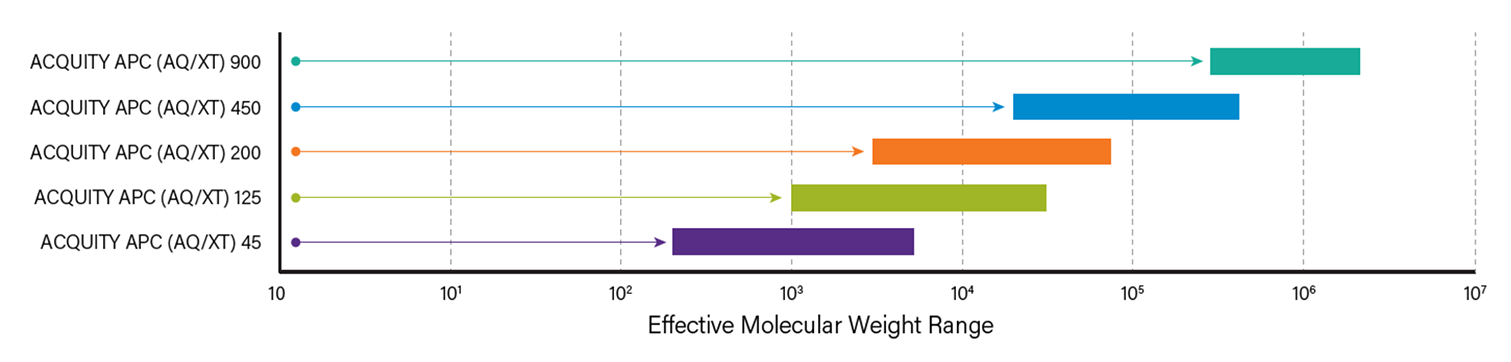 ACQUITY APC (AQ/XT) 900
ACQUITY APC (AQ/XT) 450
ACQUITY APC (AQ/XT) 200
ACQUITY APC (AQ/XT) 125
ACQUITY APC (AQ/XT) 45
10 10¹ 10² 10³ 10⁴ 10⁵ 10⁶ 10⁷
Effective Molecular Weight Range